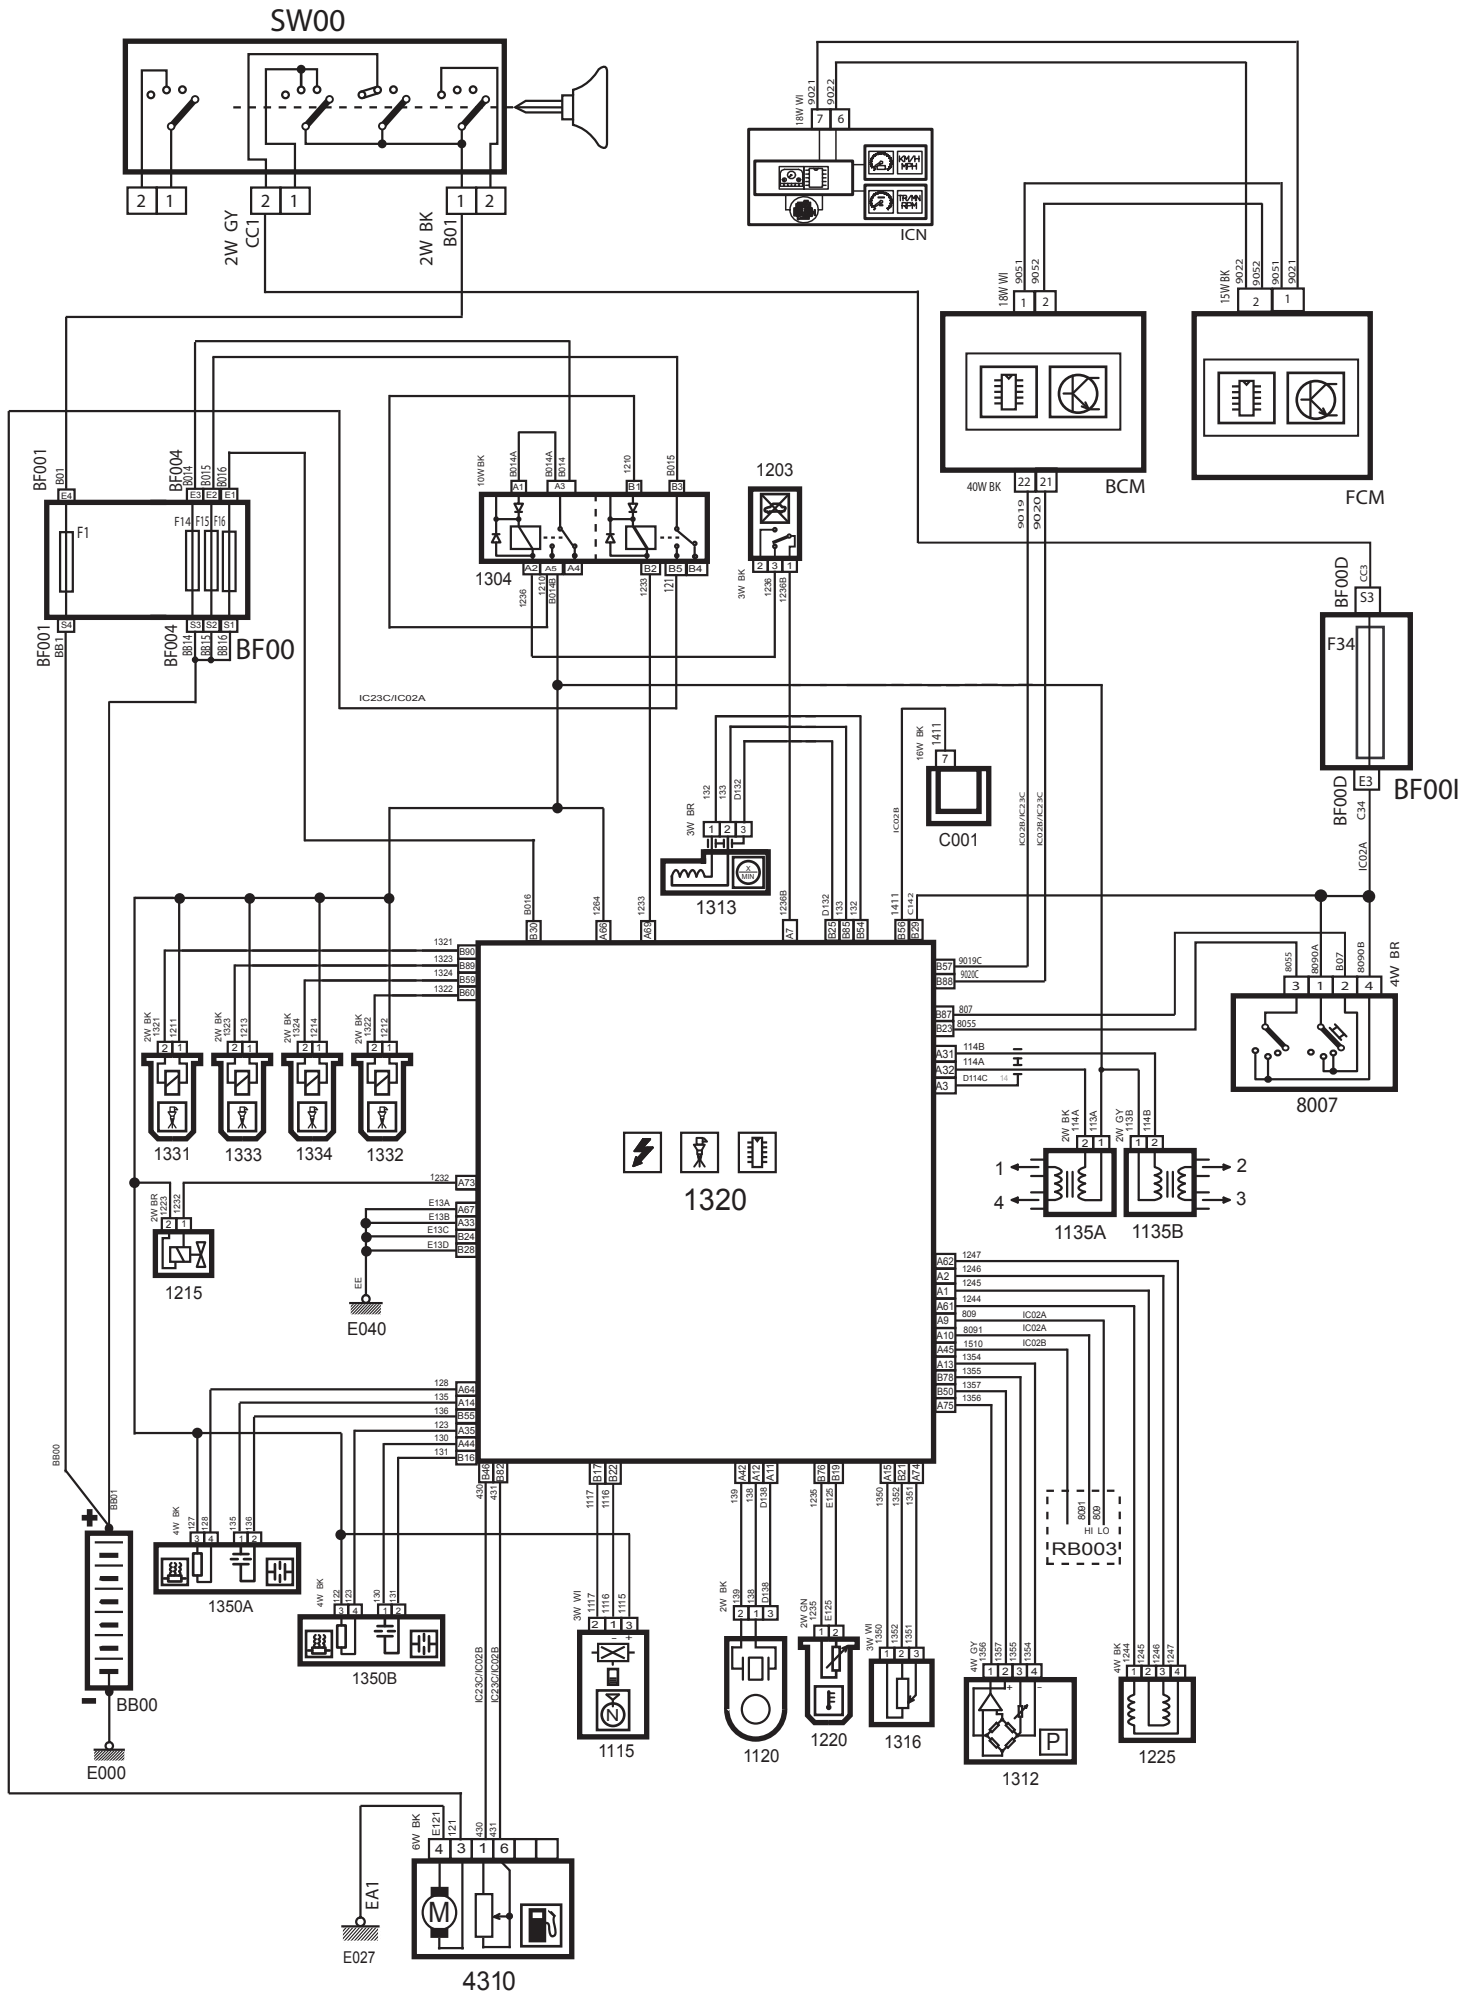 SW00
2 1
2 1
1 2
2W GY
CC1
2W BK
B01
18W WI
9021
9022
7 6
KM/H
MPH
TR/MN
RPM
ICN
18W WI
9051
9052
1 2
15W BK
9022
9052
9051
9021
2 1
BCM
40W BK
22 21
9019
9020
FCM
BF001
B01
E4
BF004
B014
B015
B016
E3 E2 E1
F1
F14 F15 F16
S4
S3 S2 S1
BF001
BB1
BF004
BB14
BB15
BB16
BF00
10W BK
B014A
B014A
B014
1210
B015
A1 A3 B1 B3
1304
A2 A5 A4 B2 B5 B4
1236
1210
B014B
1233
121
1203
2 3 1
3W BK
1236
1236B
IC23C/IC02A
BF00D
CC3
S3
F34
E3
BF00D
C34
BF00I
IC02A
3W BR
132
133
D132
1 2 3
X
MIN
1313
16W BK
1411
7
C001
IC02B
IC02B/IC23C
IC02B/IC23C
B016
1264
1233
1236B
D132
133
132
1411
C142
B30 A66 A69 A7 B25 B85 B54 B56 B29
1321 B90
1323 B89
1324 B59
1322 B60
2W BK
1321
1211
2W BK
1323
1213
2W BK
1324
1214
2W BK
1322
1212
2 1
2 1
2 1
2 1
1331
1333
1334
1332
B57 9019C
B88 9020C
B87 807
B23 8055
A31 114B
A32 114A
A3 D114C 14
8055
8090A
B07
8090B
4W BR
3 1 2 4
8007
2W BK
114A
113A
2W GY
113B
114B
2 1
1 2
1
4
2
3
1135A
1135B
1320
1232 A73
2W BR
1223
1232
2 1
1215
E13A A67
E13B A33
E13C B24
E13D B28
EE
E040
A62 1247
A2 1246
A1 1245
A61 1244
A9 809 IC02A
A10 8091 IC02A
A45 1510 IC02B
A13 1354
B78 1355
B50 1357
A75 1356
128 A64
135 A14
136 B55
123 A35
130 A44
131 B16
B46 B82
430
431
B17 B22
1117
1116
A42 A12 A11
139
138
D138
B76 B19
1235
E125
A15 B21 A74
1350
1352
1351
8091
809
HI LO
RB003
BB00
BB01
+
-
BB00
E000
4W BK
127
128
135
136
3 4 1 2
1350A
4W BK
122
123
130
131
3 4 1 2
1350B
IC23C/IC02B
IC23C/IC02B
3W WI
1117
1116
1115
2 1 3
- +
N
1115
2W BK
139
138
D138
2 1 3
1120
2W GN
1235
E125
1 2
1220
3W WI
1350
1352
1351
1 2 3
1316
4W GY
1356
1357
1355
1354
1 2 3 4
+ -
P
1312
4W BK
1244
1245
1246
1247
1 2 3 4
1225
6W BK
E121
121
430
431
4 3 1 6
M
4310
EA1
E027